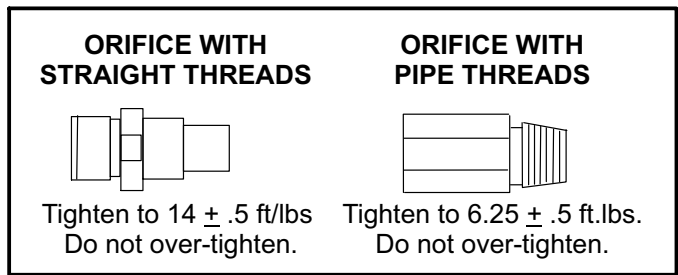 ORIFICE WITH
STRAIGHT THREADS
Tighten to 14 ± .5 ft/lbs
Do not over-tighten.
ORIFICE WITH
PIPE THREADS
Tighten to 6.25 ± .5 ft.lbs.
Do not over-tighten.